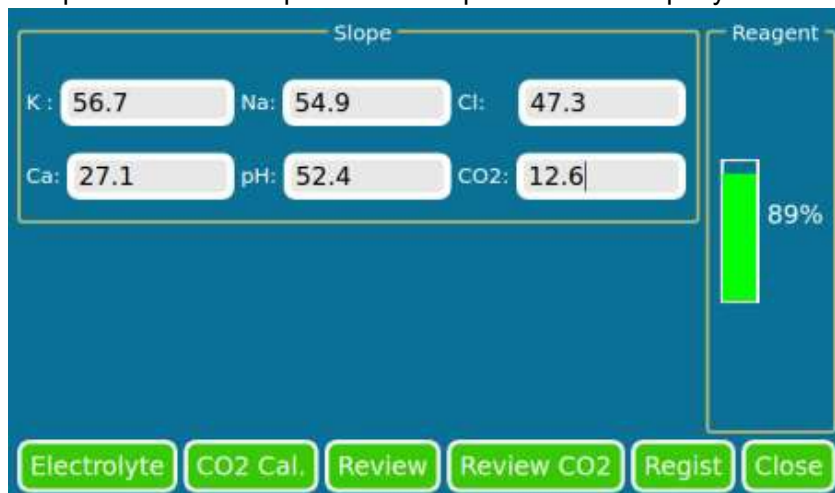 Slope
Reagent
K : 56.7 Na: 54.9 Cl: 47.3
Ca: 27.1 pH: 52.4 CO2: 12.6
89%
Electrolyte CO2 Cal. Review Review CO2 Regist Close